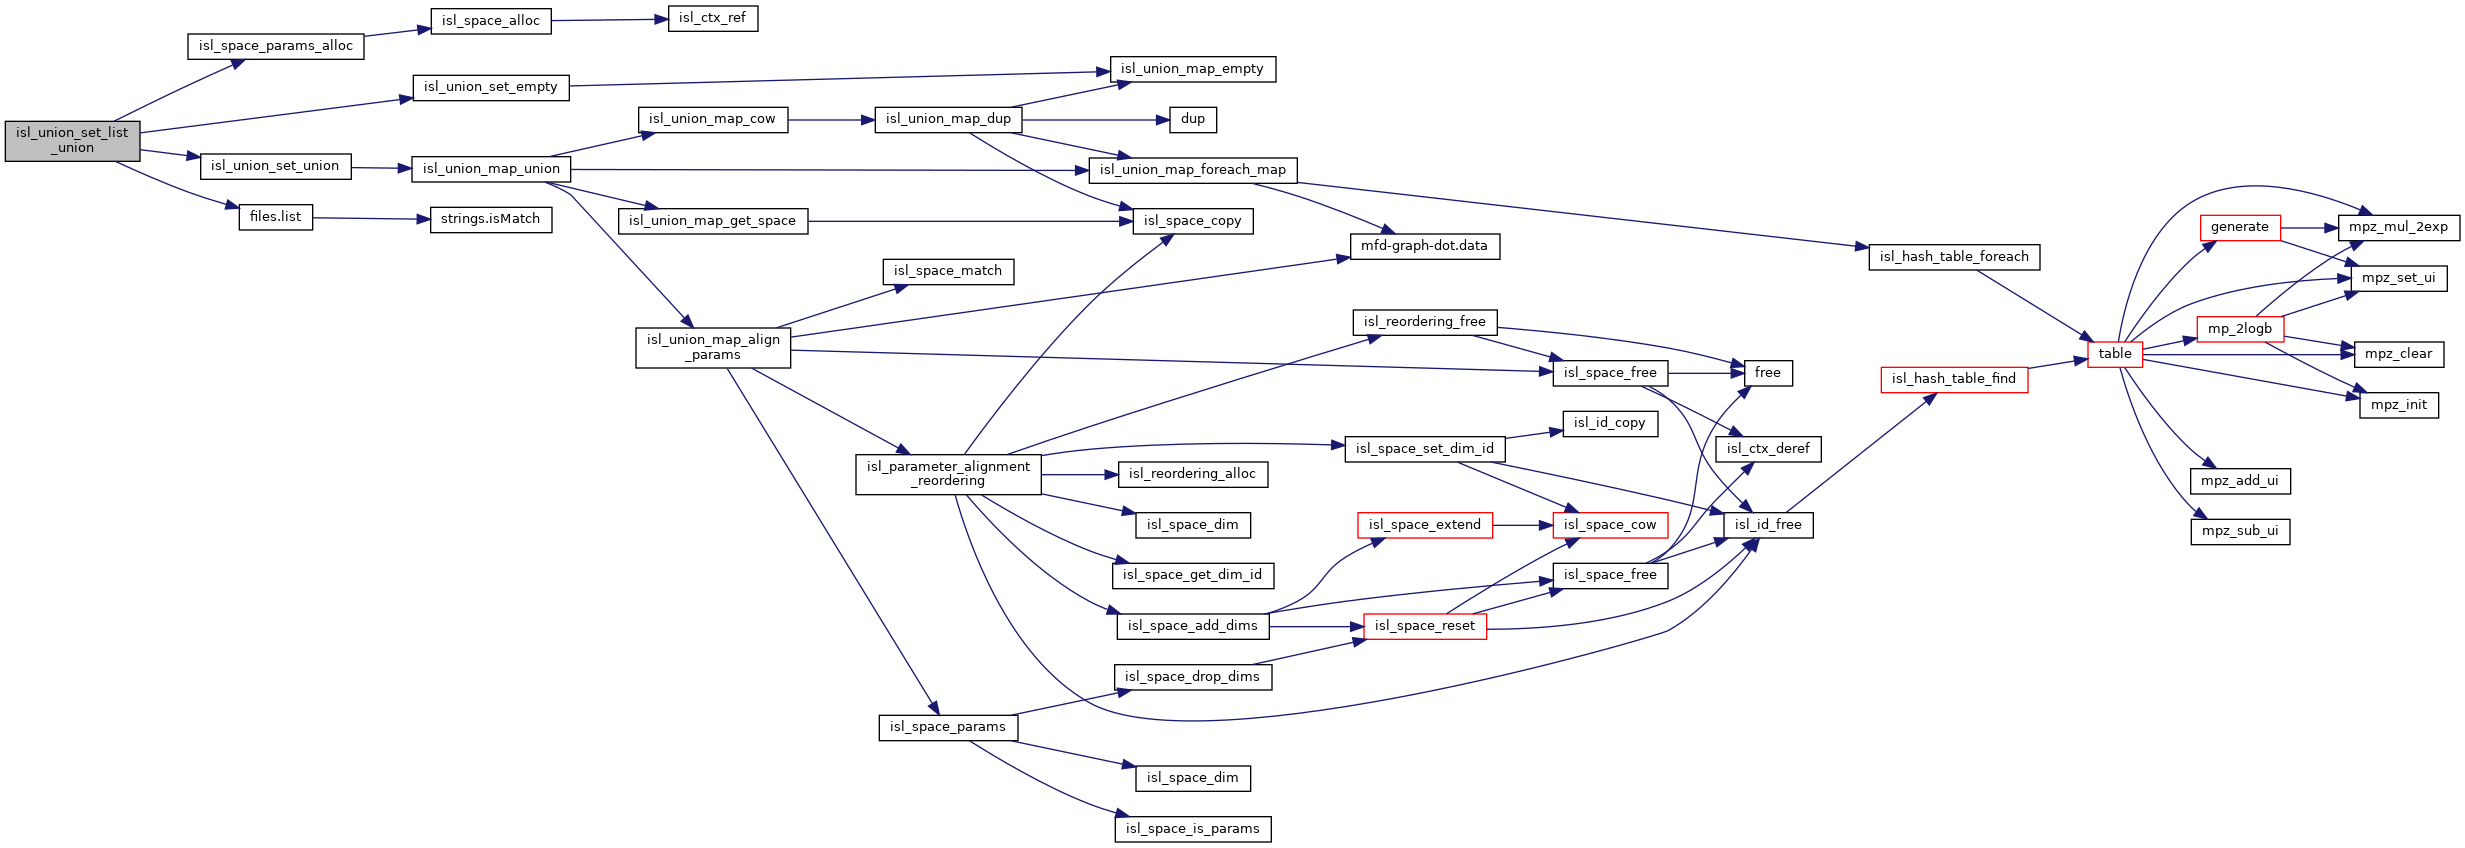 isl_union_set_list
_union
isl_space_params_alloc
isl_union_set_empty
isl_union_set_union
files.list
isl_space_alloc
isl_ctx_ref
isl_union_map_union
strings.isMatch
isl_union_map_cow
isl_union_map_get_space
isl_union_map_align
_params
isl_union_map_dup
isl_space_match
isl_parameter_alignment
_reordering
isl_space_params
isl_union_map_empty
dup
isl_union_map_foreach_map
isl_space_copy
isl_reordering_alloc
isl_space_dim
isl_space_get_dim_id
isl_space_add_dims
isl_space_drop_dims
isl_space_dim
isl_space_is_params
mfd-graph-dot.data
isl_reordering_free
isl_space_set_dim_id
isl_space_extend
isl_space_reset
isl_space_free
isl_id_copy
isl_space_cow
isl_space_free
free
isl_ctx_deref
isl_id_free
isl_hash_table_foreach
isl_hash_table_find
table
generate
mp_2logb
mpz_add_ui
mpz_sub_ui
mpz_mul_2exp
mpz_set_ui
mpz_clear
mpz_init